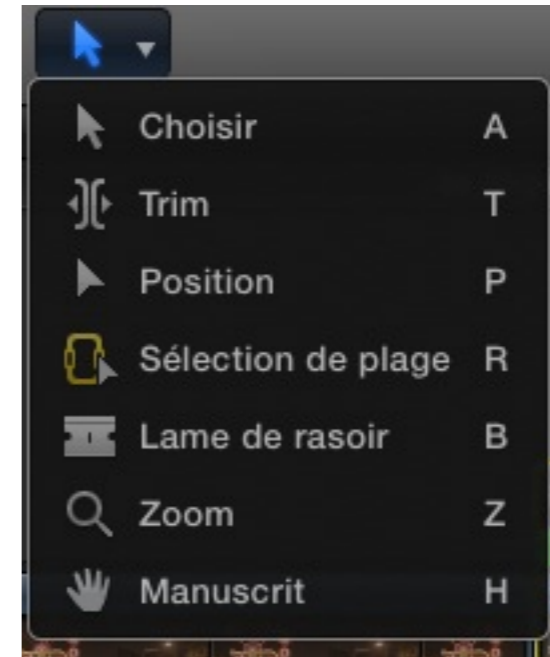 Choisir A
Trim T
Position P
Sélection de plage R
Lame de rasoir B
Zoom Z
Manuscrit H